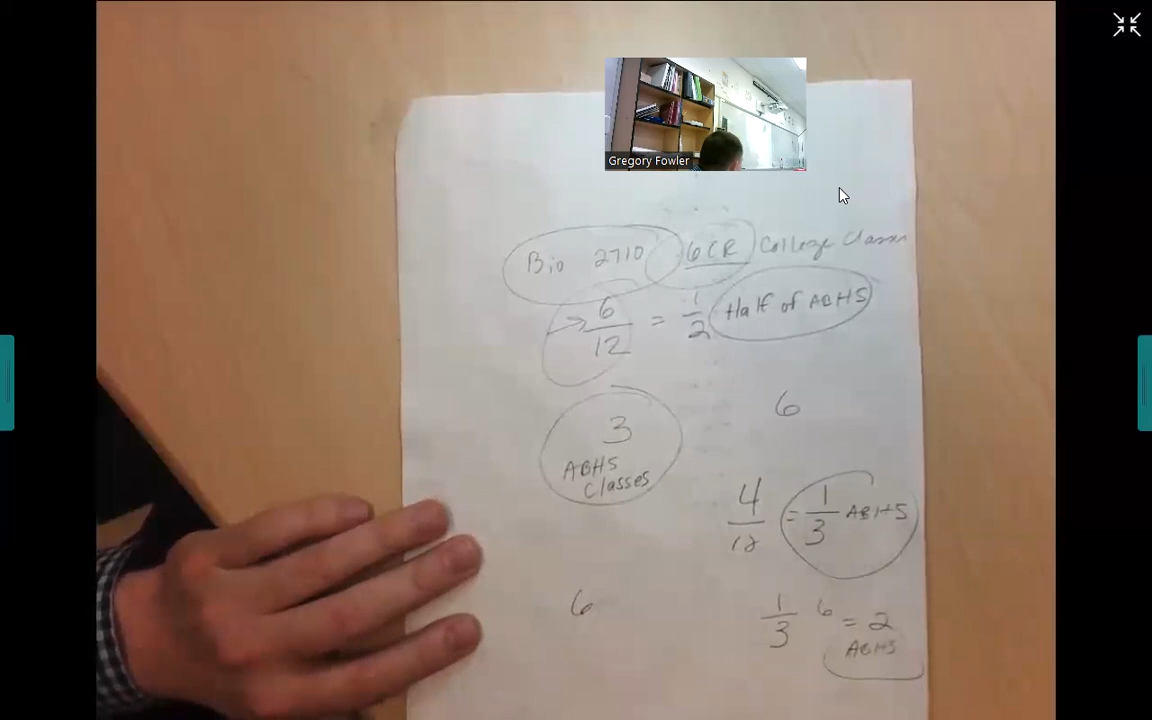 Gregory Fowler
Bio 2710 6CR College Classes
6/12 = 1/2 Half of ABHS
6
3
ABHS
Classes
4/12 = 1/3 ABHS
6
1/3 6 = 2
ABHS